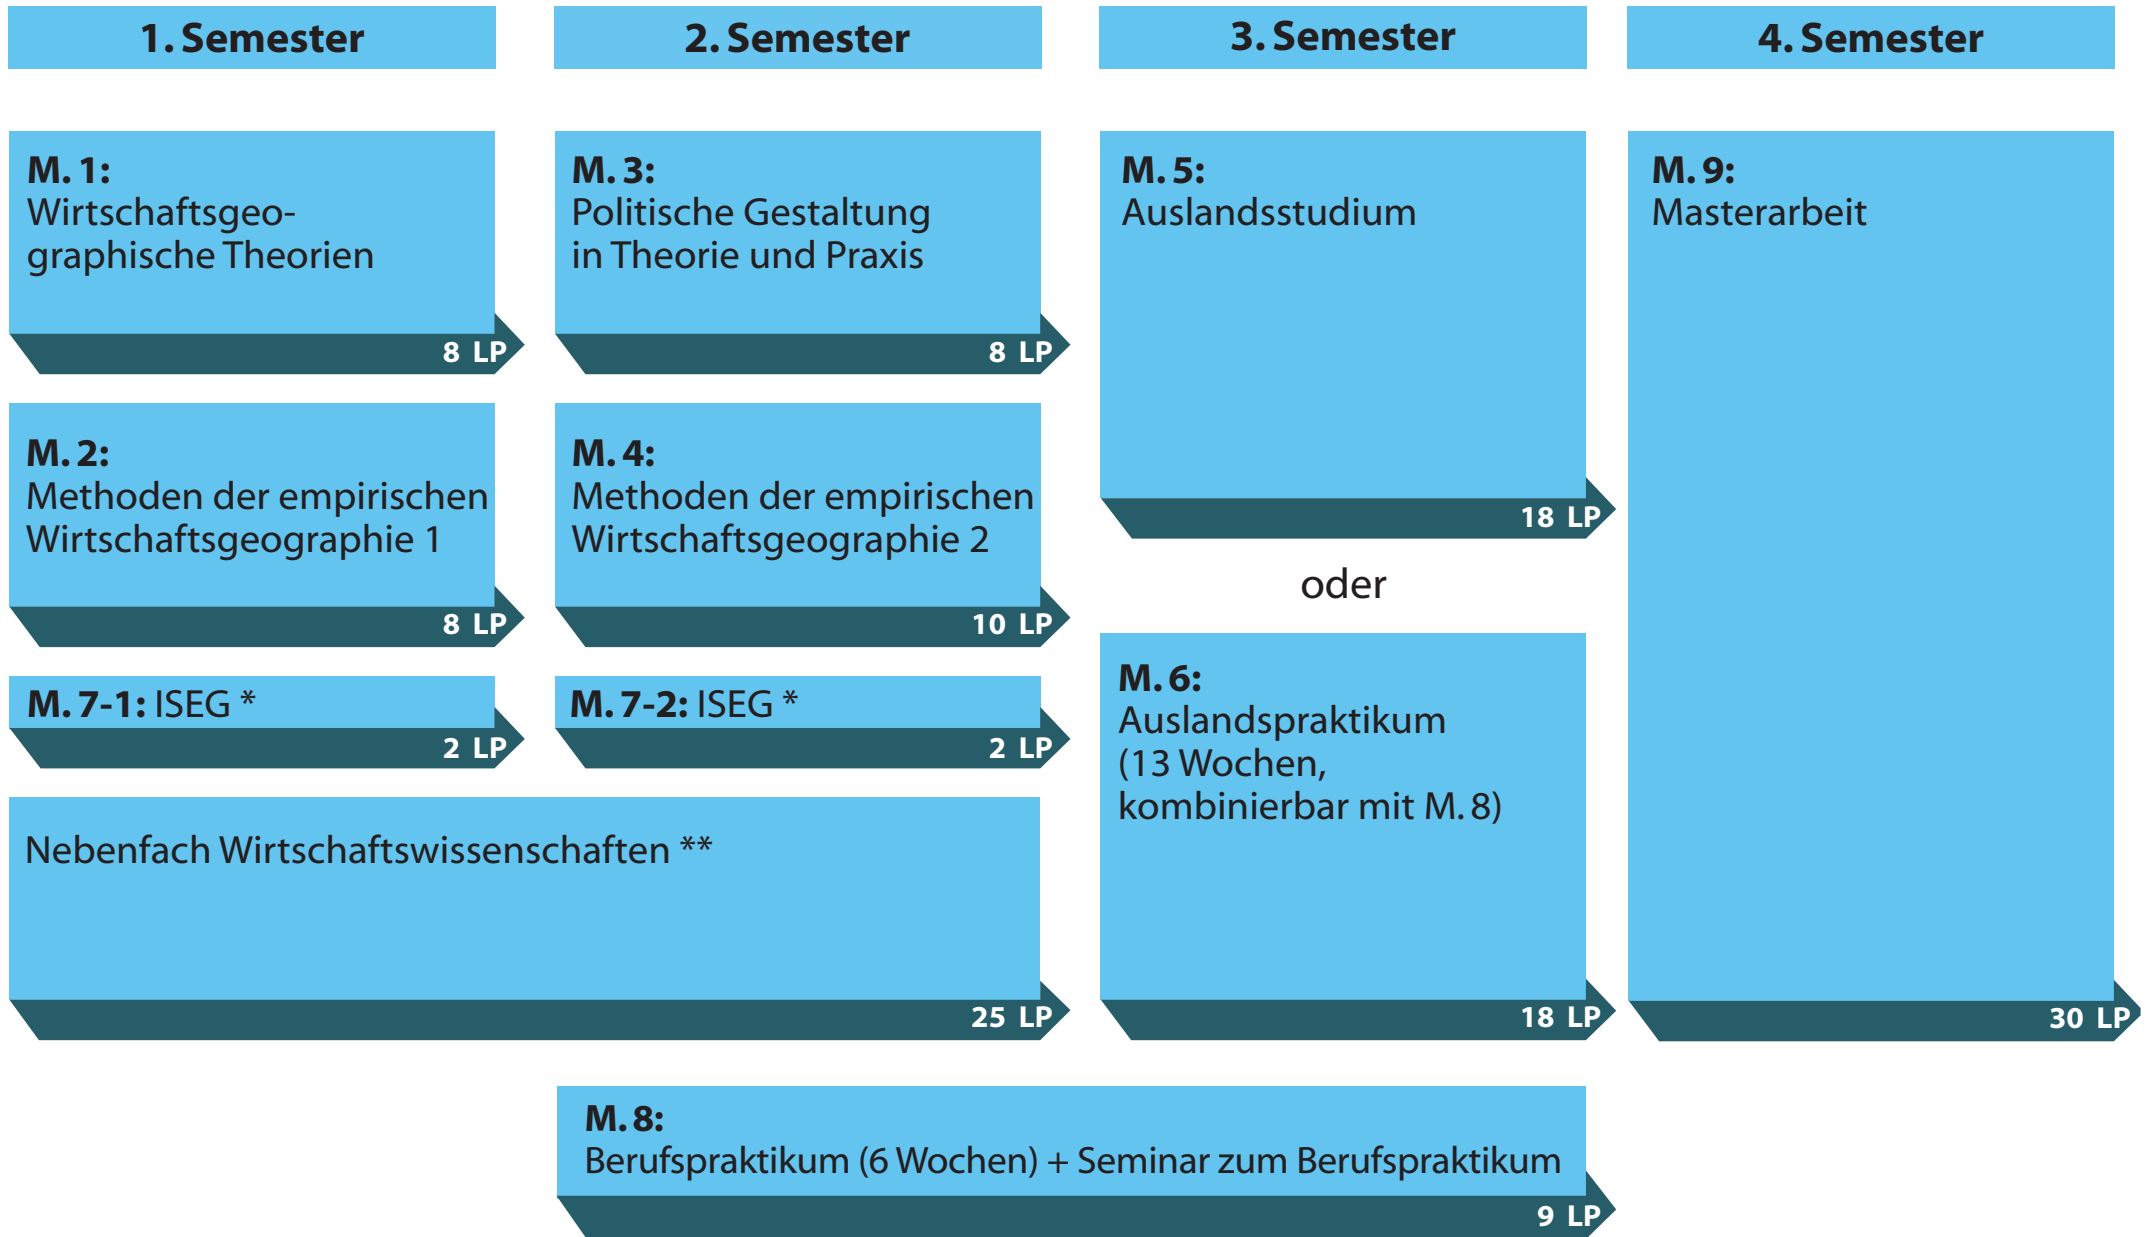 1. Semester
2. Semester
3. Semester
4. Semester
M. 1:
Wirtschaftsgeo-
graphische Theorien
8 LP
M. 3:
Politische Gestaltung
in Theorie und Praxis
8 LP
M. 5:
Auslandsstudium
18 LP
M. 9:
Masterarbeit
30 LP
M. 2:
Methoden der empirischen
Wirtschaftsgeographie 1
8 LP
M. 4:
Methoden der empirischen
Wirtschaftsgeographie 2
10 LP
oder
M. 6:
Auslandspraktikum
(13 Wochen,
kombinierbar mit M. 8)
18 LP
M. 7-1: ISEG *
2 LP
M. 7-2: ISEG *
2 LP
Nebenfach Wirtschaftswissenschaften **
25 LP
M. 8:
Berufspraktikum (6 Wochen) + Seminar zum Berufspraktikum
9 LP